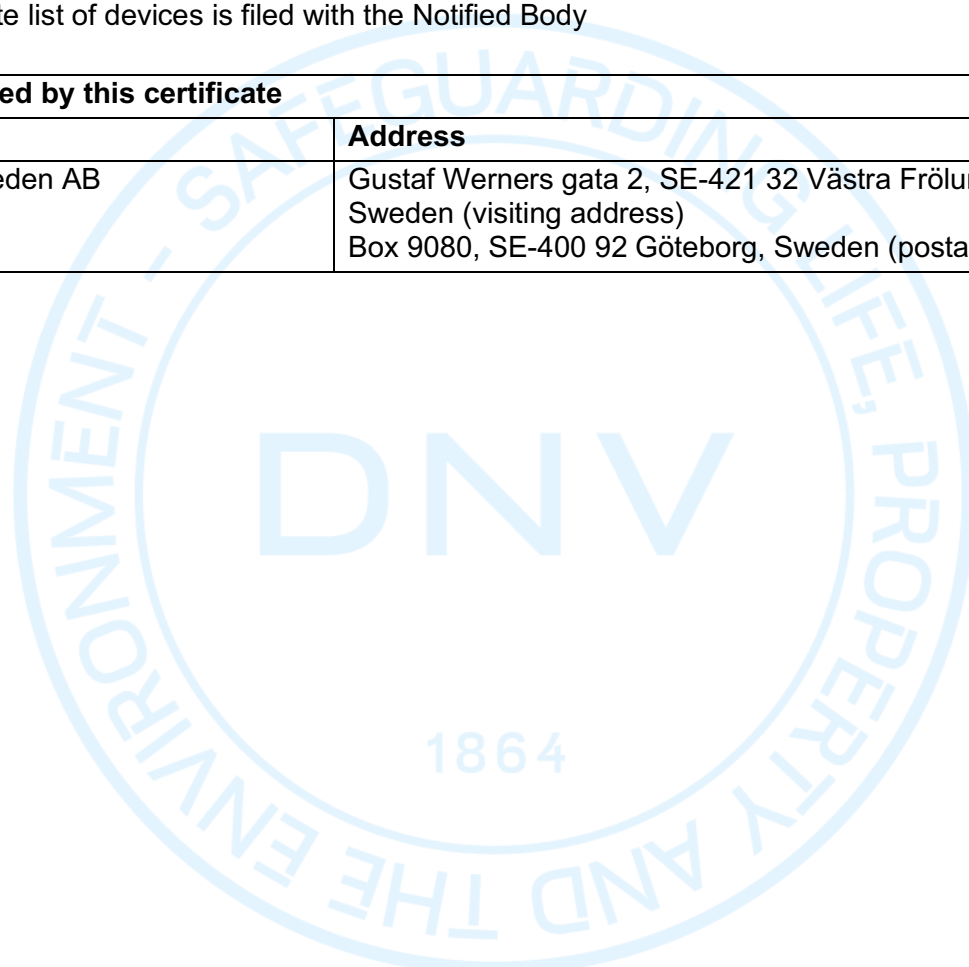 te list of devices is filed with the Notified Body
ed by this certificate
Address
eden AB
Gustaf Werners gata 2, SE-421 32 Västra Frölu
Sweden (visiting address)
Box 9080, SE-400 92 Göteborg, Sweden (posta
SAFEGUARDING LIFE, PROPERTY AND THE ENVIRONMENT -
DNV
1864